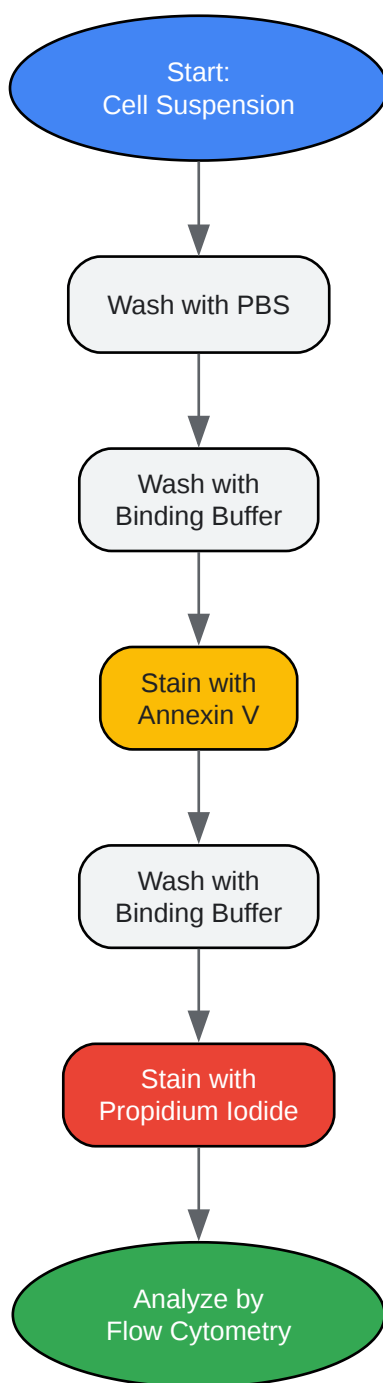 Start:
Cell Suspension
Wash with PBS
Wash with
Binding Buffer
Stain with
Annexin V
Wash with
Binding Buffer
Stain with
Propidium Iodide
Analyze by
Flow Cytometry